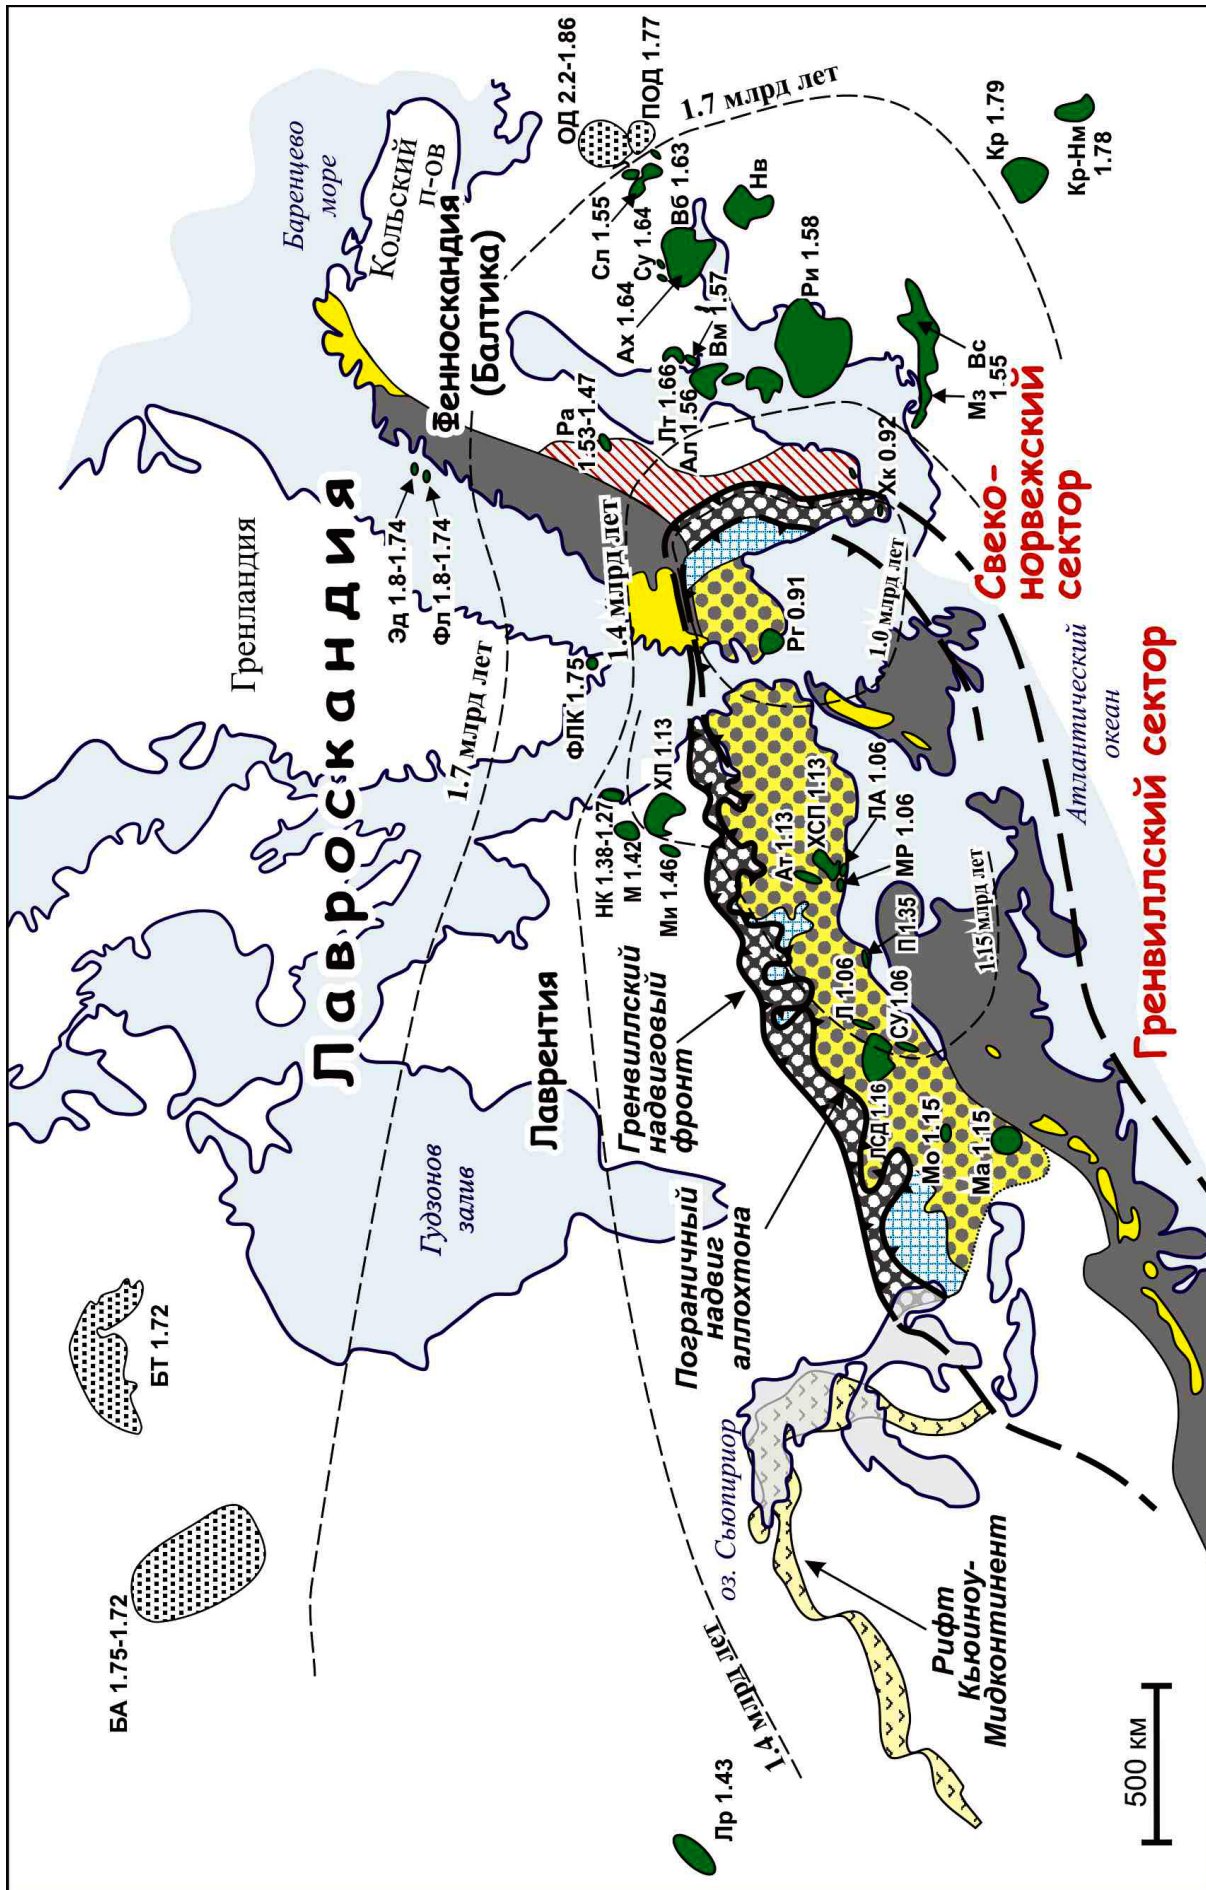 БА 1.75-1.72
БТ 1.72
Гудзонов
залив
Лавроскандия
Гренландия
Баренцево
море
Кольский
п-ов
Фенноскандия
(Балтика)
1.7 млрд лет
1.7 млрд лет
Эд 1.8-1.74
Фл 1.8-1.74
ФЛК 1.75
ОД 2.2-1.86
ПОД 1.77
Сл 1.55
Су 1.64
Вб 1.63
Ах 1.64
Нв
Вм 1.57
Лт 1.66
Ал 1.56
Ра
1.53-1.47
Ри 1.58
Кр 1.79
Кр-Нм
1.78
Мз
1.55
Вс
Хк 0.92
Рг 0.91
1.4 млрд лет
1.0 млрд лет
Свеко-
норвежский
сектор
Лаврентия
НК 1.38-1.27
М 1.42
Ми 1.46
ХЛ 1.13
Гренвиллский
надвиговый
фронт
Пограничный
надвиг
аллохтона
Ат 1.13
ХСП 1.13
ЛА 1.06
МР 1.06
П 1.35
Л 1.06
СУ 1.06
ЛСД 1.16
Мо 1.15
Ма 1.15
1.15 млрд лет
Атлантический
океан
Гренвиллский сектор
оз. Сьюпириор
Рифт
Кьюиноу-
Мидконтинент
1.4 млрд лет
Лр 1.43
500 км